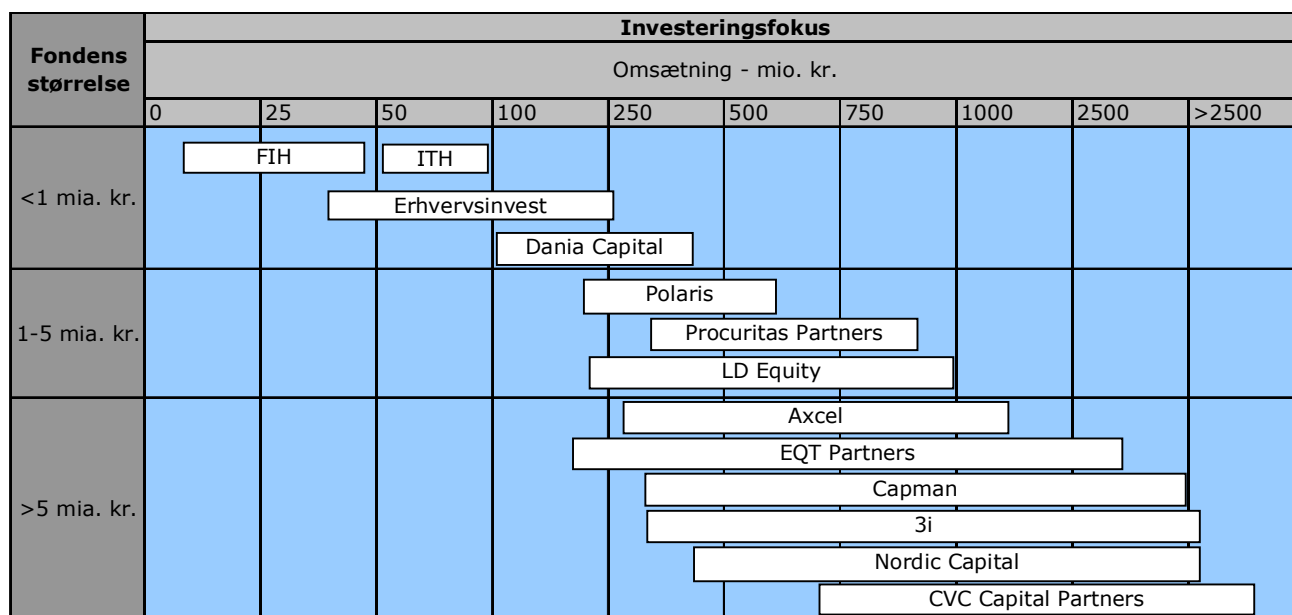 Investeringsfokus
Fondens
størrelse
Omsætning - mio. kr.
0 25 50 100 250 500 750 1000 2500 >2500
<1 mia. kr.
FIH ITH
Erhvervsinvest
Dania Capital
1-5 mia. kr.
Polaris
Procuritas Partners
LD Equity
>5 mia. kr.
Axcel
EQT Partners
Capman
3i
Nordic Capital
CVC Capital Partners